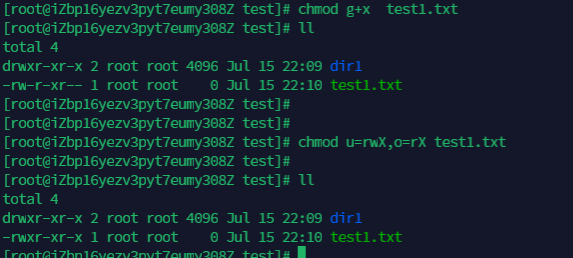 [root@iZbp16yezv3pyt7eumy308Z test]# chmod g+x  test1.txt
[root@iZbp16yezv3pyt7eumy308Z test]# ll
total 4
drwxr-xr-x 2 root root 4096 Jul 15 22:09 dir1
-rw-r-xr-- 1 root root    0 Jul 15 22:10 test1.txt
[root@iZbp16yezv3pyt7eumy308Z test]#
[root@iZbp16yezv3pyt7eumy308Z test]#
[root@iZbp16yezv3pyt7eumy308Z test]# chmod u=rwX,o=rX test1.txt
[root@iZbp16yezv3pyt7eumy308Z test]#
[root@iZbp16yezv3pyt7eumy308Z test]# ll
total 4
drwxr-xr-x 2 root root 4096 Jul 15 22:09 dir1
-rwxr-xr-x 1 root root    0 Jul 15 22:10 test1.txt
[root@iZbp16yezv3pyt7eumy308Z test]#